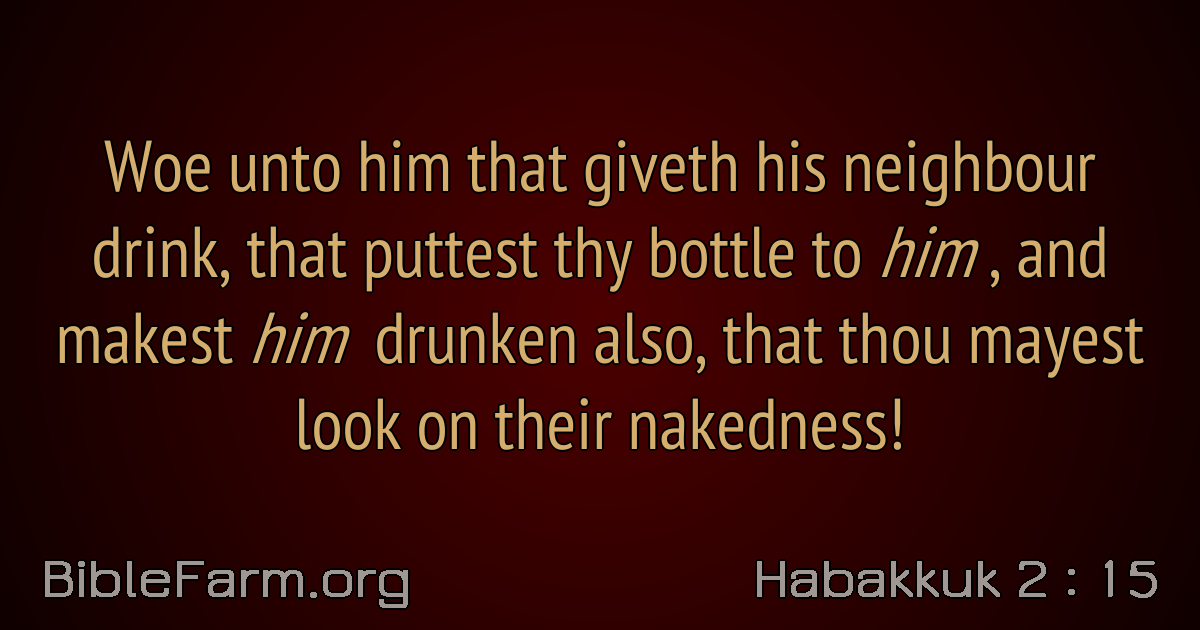 Woe unto him that giveth his neighbour
drink, that puttest thy bottle to him , and
makest him drunken also, that thou mayest
look on their nakedness!
BibleFarm.org
Habakkuk 2 : 15